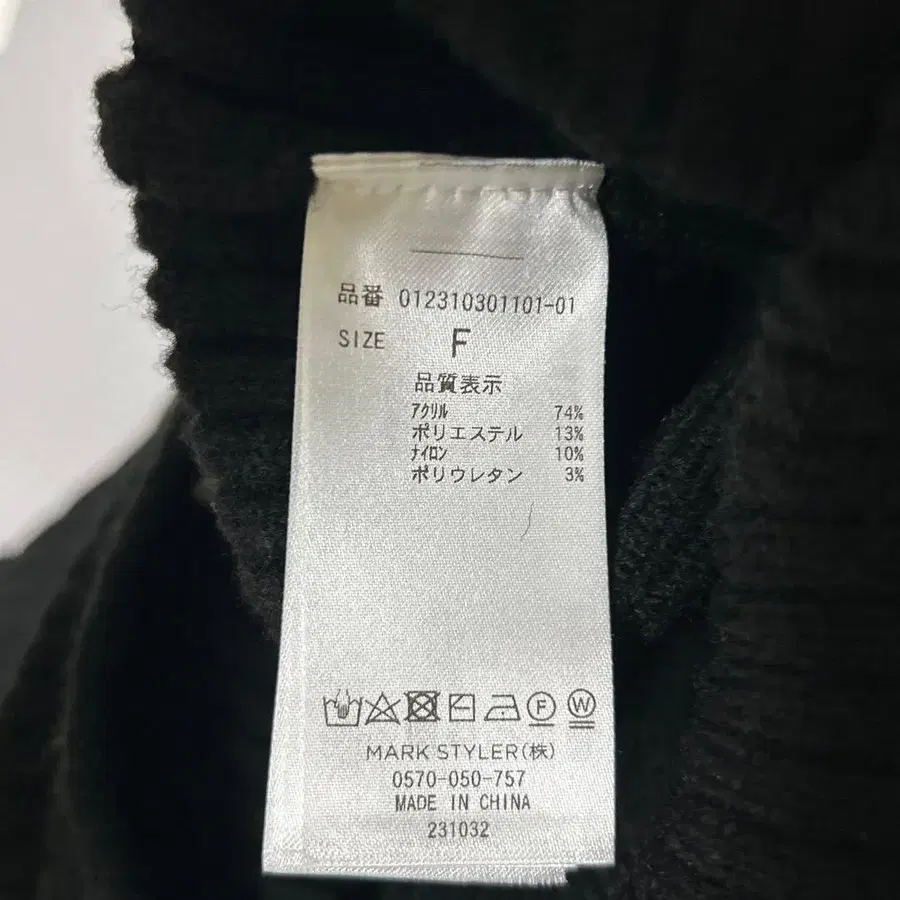 品番 012310301101-01
SIZE F
品質表示
アクリル 74%
ポリエステル 13%
ナイロン 10%
ポリウレタン 3%
F W
MARK STYLER(株)
0570-050-757
MADE IN CHINA
231032